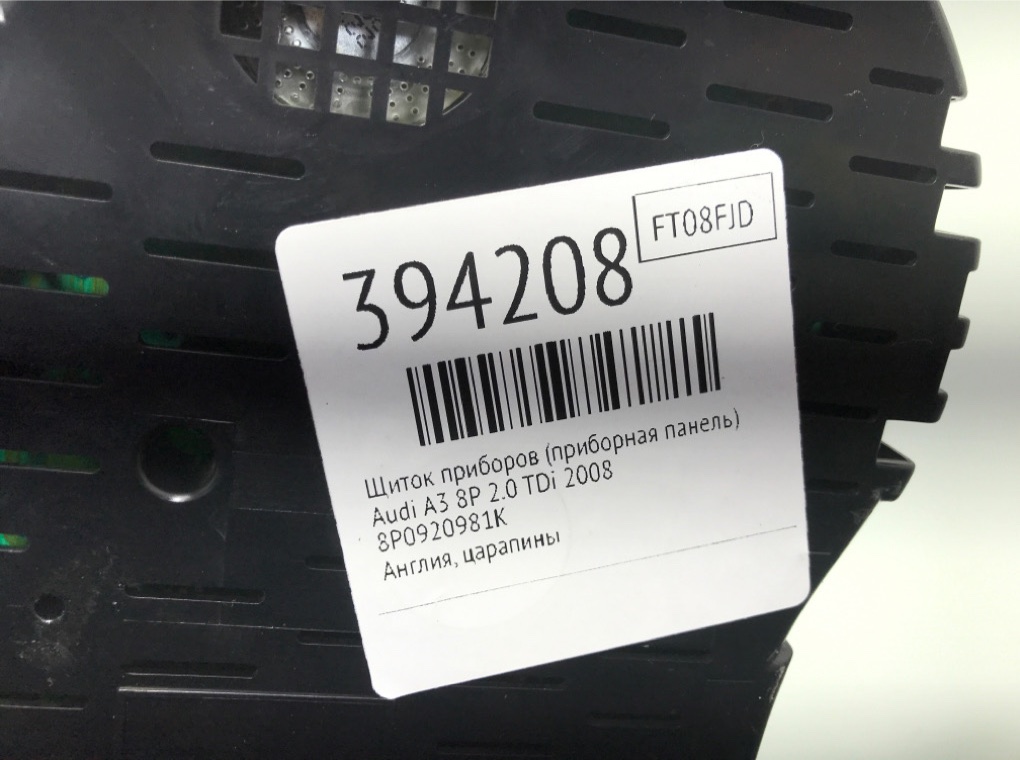 FT08FJD
394208
Щиток приборов (приборная панель)
Audi A3 8P 2.0 TDi 2008
8P0920981K
Англия, царапины